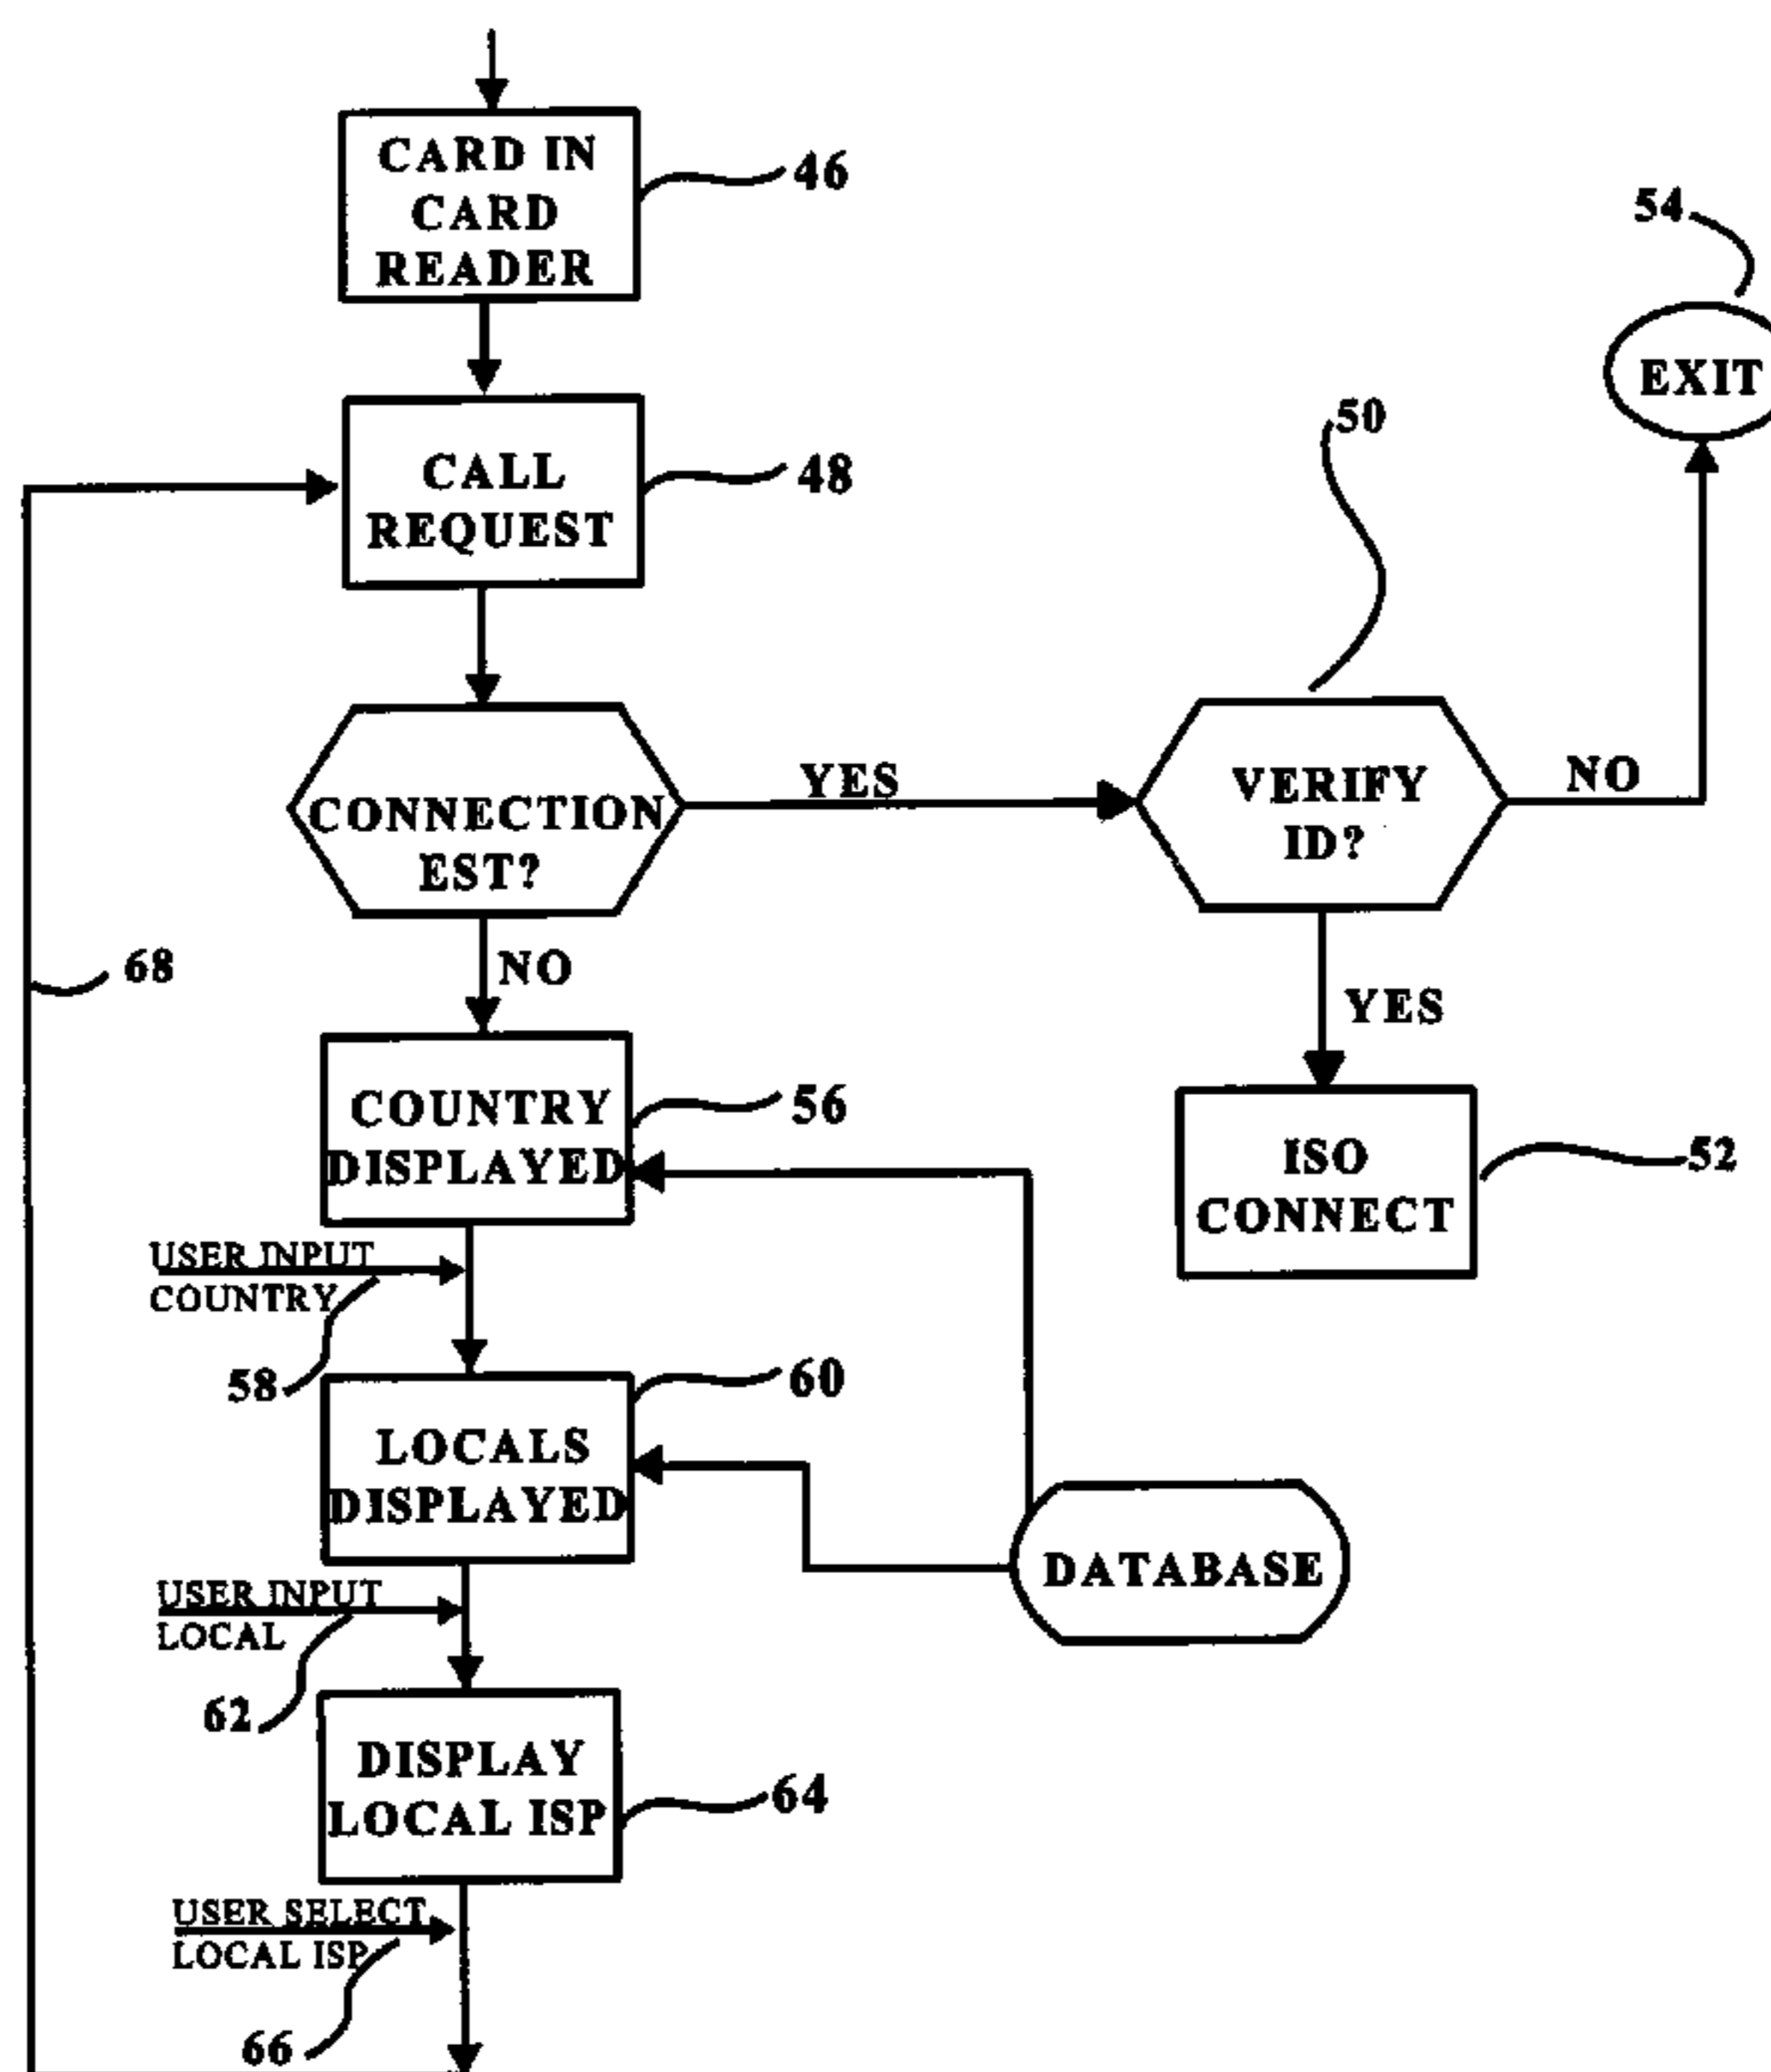 CARD IN
CARD
READER
46
54
EXIT
50
CALL
REQUEST
48
CONNECTION
EST?
YES
VERIFY
ID?
NO
NO
68
YES
COUNTRY
DISPLAYED
56
ISO
CONNECT
52
USER INPUT
COUNTRY
58
LOCALS
DISPLAYED
60
DATABASE
USER INPUT
LOCAL
62
DISPLAY
LOCAL ISP
64
USER SELECT
LOCAL ISP
66